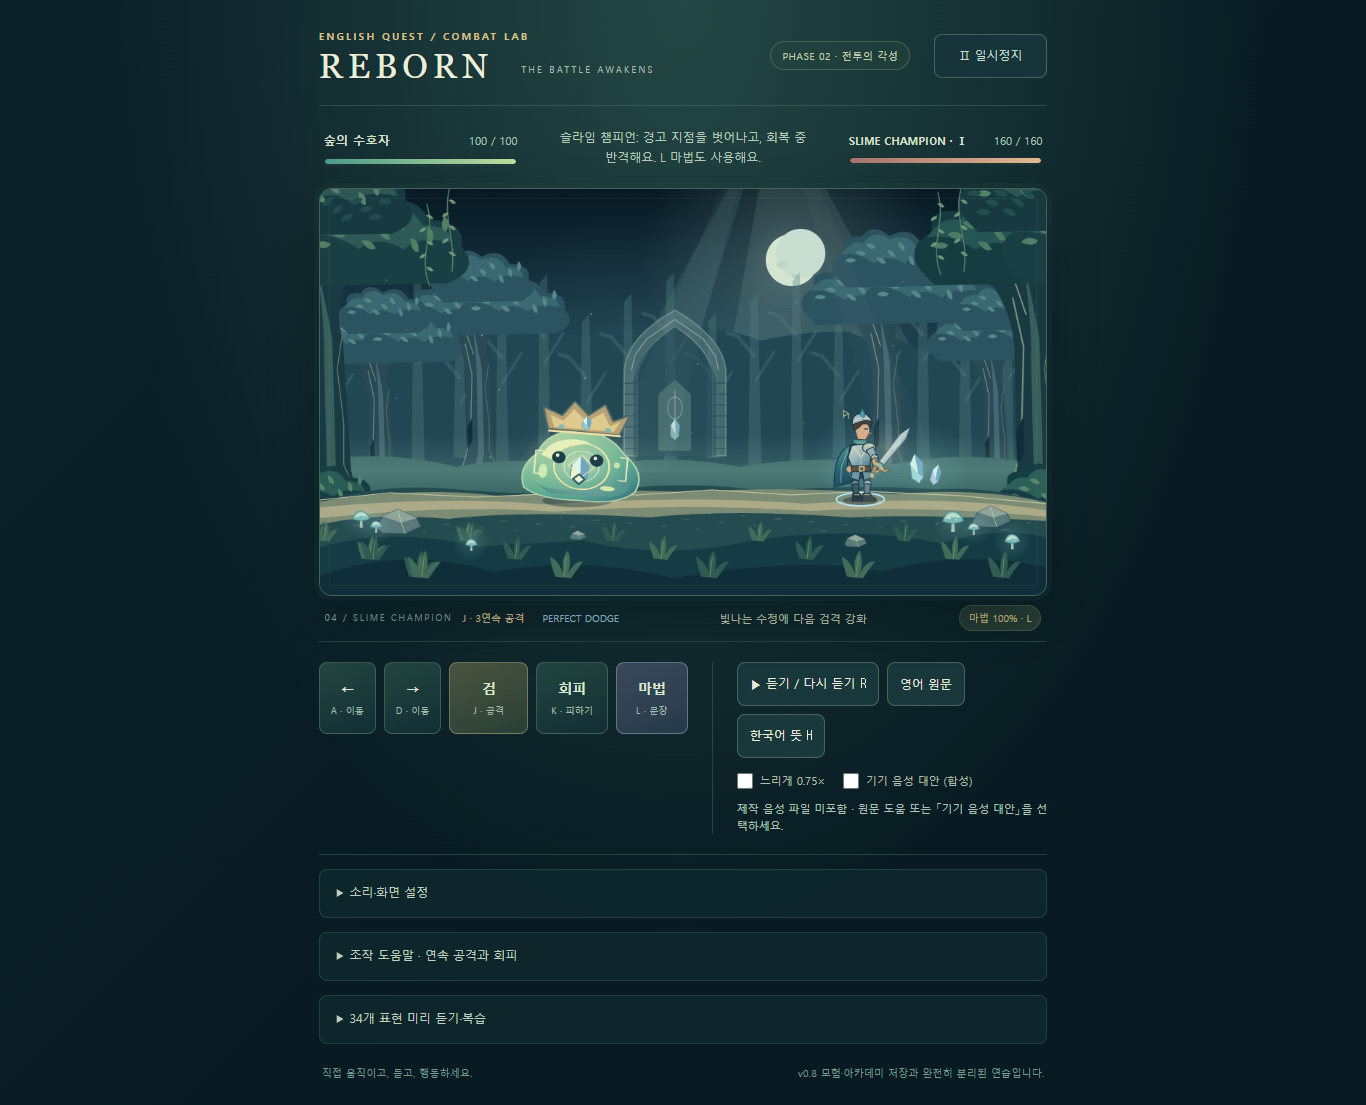 ENGLISH QUEST / COMBAT LAB
REBORN
THE BATTLE AWAKENS
PHASE 02 · 전투의 각성
Ⅱ 일시정지
숲의 수호자
100 / 100
슬라임 챔피언: 경고 지점을 벗어나고, 회복 중
반격해요. L 마법도 사용해요.
SLIME CHAMPION · I
160 / 160
04 / SLIME CHAMPION
J · 3연속 공격
PERFECT DODGE
빛나는 수정에 다음 검격 강화
마법 100% · L
←
A · 이동
→
D · 이동
검
J · 공격
회피
K · 피하기
마법
L · 문장
▶ 듣기 / 다시 듣기 R
영어 원문
한국어 뜻 H
느리게 0.75×
기기 음성 대안 (합성)
제작 음성 파일 미포함 · 원문 도움 또는 「기기 음성 대안」을 선
택하세요.
▶ 소리·화면 설정
▶ 조작 도움말 · 연속 공격과 회피
▶ 34개 표현 미리 듣기·복습
직접 움직이고, 듣고, 행동하세요.
v0.8 모험·아카데미 저장과 완전히 분리된 연습입니다.